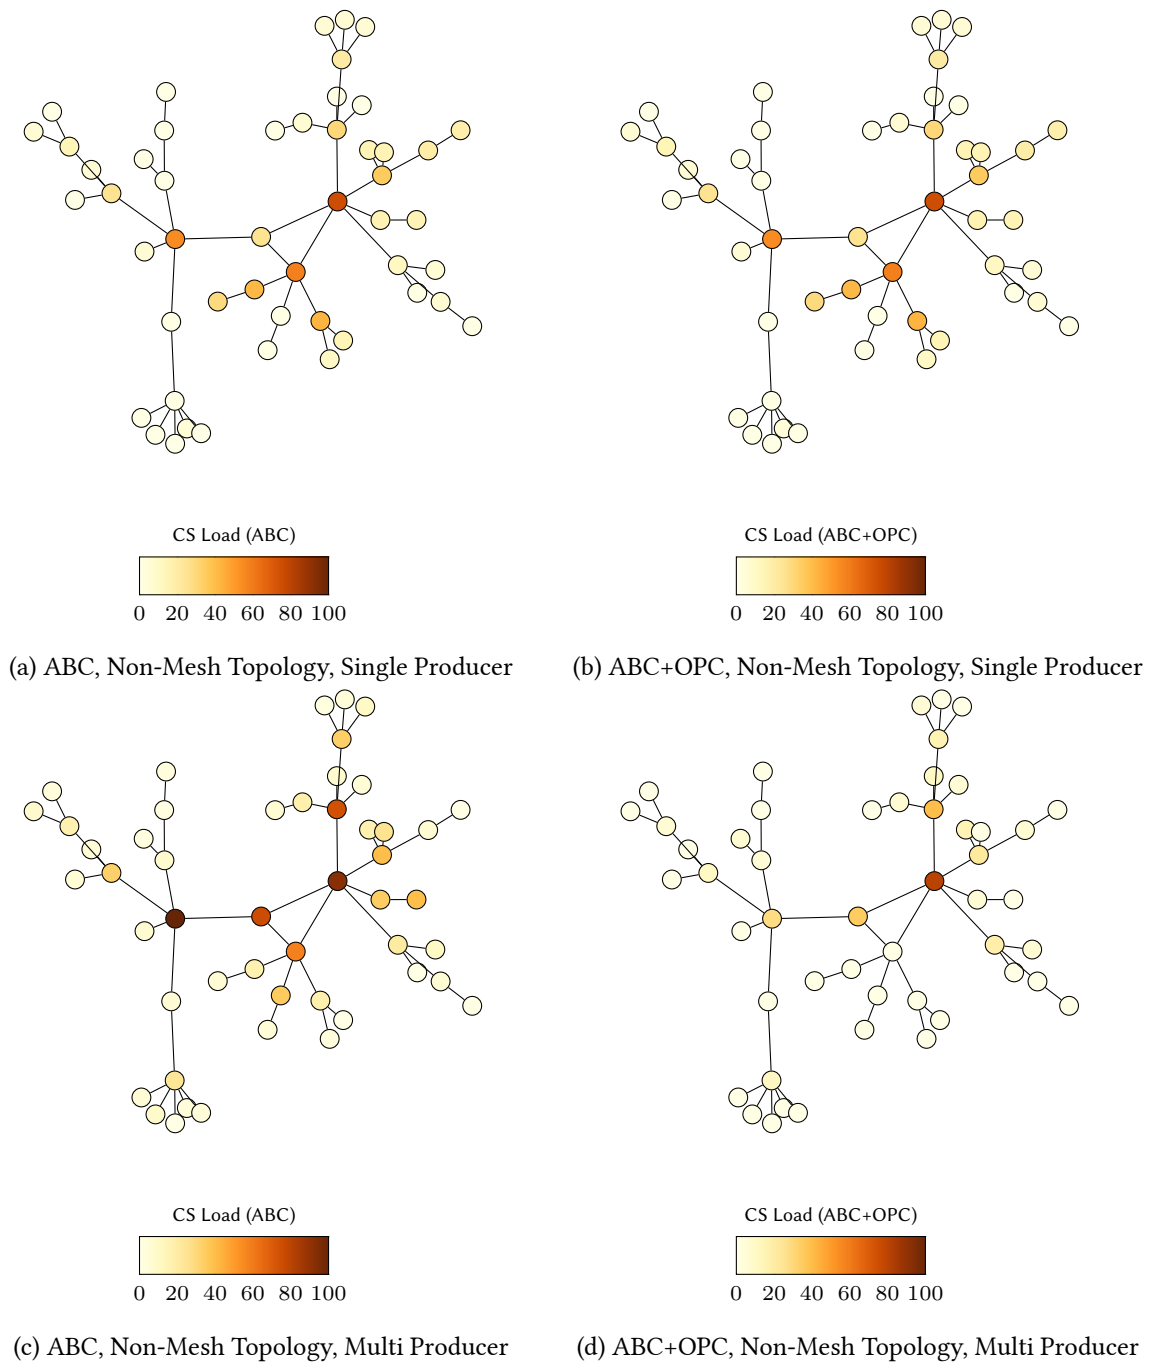 CS Load (ABC)
0 20 40 60 80 100
CS Load (ABC+OPC)
0 20 40 60 80 100
(a) ABC, Non-Mesh Topology, Single Producer
(b) ABC+OPC, Non-Mesh Topology, Single Producer
CS Load (ABC)
0 20 40 60 80 100
CS Load (ABC+OPC)
0 20 40 60 80 100
(c) ABC, Non-Mesh Topology, Multi Producer
(d) ABC+OPC, Non-Mesh Topology, Multi Producer